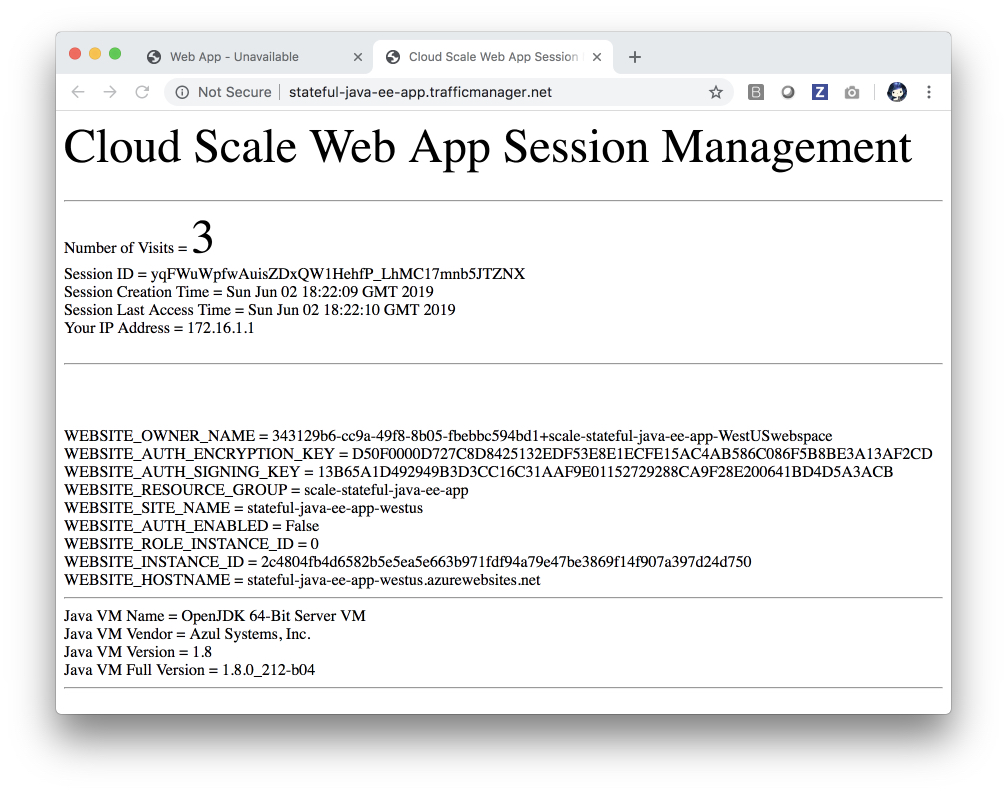 Web App - Unavailable
Cloud Scale Web App Session
Not Secure
stateful-java-ee-app.trafficmanager.net
B
Z
Cloud Scale Web App Session Management
Number of Visits = 3
Session ID = yqFWuWpfwAuisZDxQW1HehfP_LhMC17mnb5JTZNX
Session Creation Time = Sun Jun 02 18:22:09 GMT 2019
Session Last Access Time = Sun Jun 02 18:22:10 GMT 2019
Your IP Address = 172.16.1.1
WEBSITE_OWNER_NAME = 343129b6-cc9a-49f8-8b05-fbebbc594bd1+scale-stateful-java-ee-app-WestUSwebspace
WEBSITE_AUTH_ENCRYPTION_KEY = D50F0000D727C8D8425132EDF53E8E1ECFE15AC4AB586C086F5B8BE3A13AF2CD
WEBSITE_AUTH_SIGNING_KEY = 13B65A1D492949B3D3CC16C31AAF9E01152729288CA9F28E200641BD4D5A3ACB
WEBSITE_RESOURCE_GROUP = scale-stateful-java-ee-app
WEBSITE_SITE_NAME = stateful-java-ee-app-westus
WEBSITE_AUTH_ENABLED = False
WEBSITE_ROLE_INSTANCE_ID = 0
WEBSITE_INSTANCE_ID = 2c4804fb4d6582b5e5ea5e663b971fdf94a79e47be3869f14f907a397d24d750
WEBSITE_HOSTNAME = stateful-java-ee-app-westus.azurewebsites.net
Java VM Name = OpenJDK 64-Bit Server VM
Java VM Vendor = Azul Systems, Inc.
Java VM Version = 1.8
Java VM Full Version = 1.8.0_212-b04